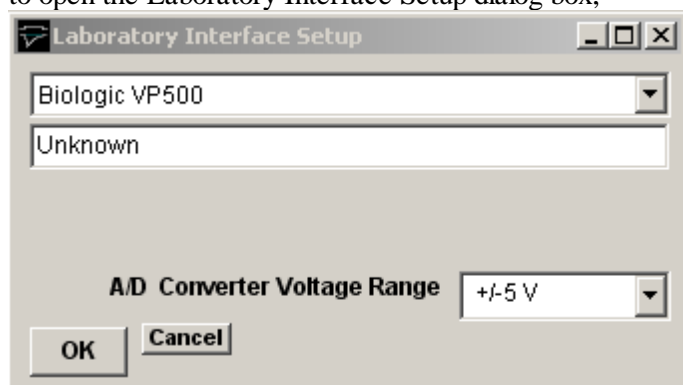 to open the Laboratory Interface Setup dialog box,
Laboratory Interface Setup
Biologic VP500
Unknown
A/D Converter Voltage Range +/-5 V
OK Cancel